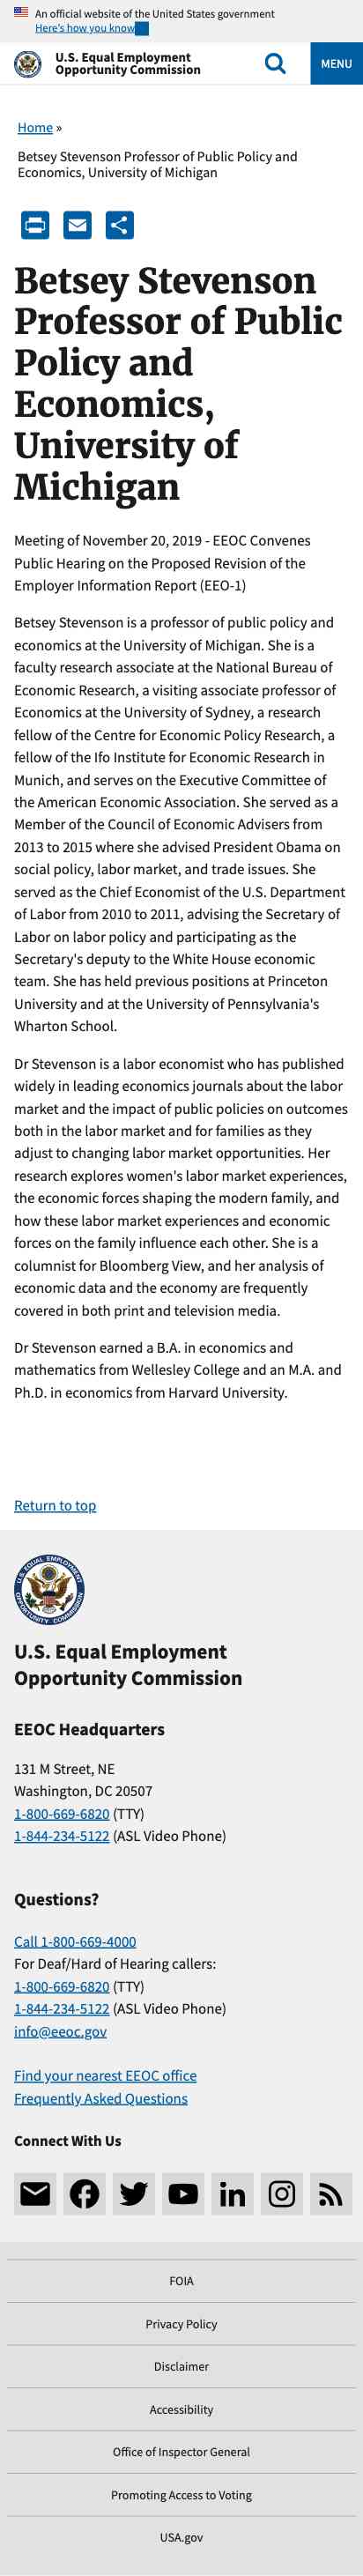 An official website of the United States government
Here's how you know
U.S. Equal Employment
Opportunity Commission
MENU
Home »
Betsey Stevenson Professor of Public Policy and
Economics, University of Michigan
Betsey Stevenson
Professor of Public
Policy and
Economics,
University of
Michigan
Meeting of November 20, 2019 - EEOC Convenes
Public Hearing on the Proposed Revision of the
Employer Information Report (EEO-1)
Betsey Stevenson is a professor of public policy and
economics at the University of Michigan. She is a
faculty research associate at the National Bureau of
Economic Research, a visiting associate professor of
Economics at the University of Sydney, a research
fellow of the Centre for Economic Policy Research, a
fellow of the Ifo Institute for Economic Research in
Munich, and serves on the Executive Committee of
the American Economic Association. She served as a
Member of the Council of Economic Advisers from
2013 to 2015 where she advised President Obama on
social policy, labor market, and trade issues. She
served as the Chief Economist of the U.S. Department
of Labor from 2010 to 2011, advising the Secretary of
Labor on labor policy and participating as the
Secretary's deputy to the White House economic
team. She has held previous positions at Princeton
University and at the University of Pennsylvania's
Wharton School.
Dr Stevenson is a labor economist who has published
widely in leading economics journals about the labor
market and the impact of public policies on outcomes
both in the labor market and for families as they
adjust to changing labor market opportunities. Her
research explores women's labor market experiences,
the economic forces shaping the modern family, and
how these labor market experiences and economic
forces on the family influence each other. She is a
columnist for Bloomberg View, and her analysis of
economic data and the economy are frequently
covered in both print and television media.
Dr Stevenson earned a B.A. in economics and
mathematics from Wellesley College and an M.A. and
Ph.D. in economics from Harvard University.
Return to top
U.S. EQUAL EMPLOYMENT
OPPORTUNITY COMMISSION
U.S. Equal Employment
Opportunity Commission
EEOC Headquarters
131 M Street, NE
Washington, DC 20507
1-800-669-6820 (TTY)
1-844-234-5122 (ASL Video Phone)
Questions?
Call 1-800-669-4000
For Deaf/Hard of Hearing callers:
1-800-669-6820 (TTY)
1-844-234-5122 (ASL Video Phone)
info@eeoc.gov
Find your nearest EEOC office
Frequently Asked Questions
Connect With Us
FOIA
Privacy Policy
Disclaimer
Accessibility
Office of Inspector General
Promoting Access to Voting
USA.gov